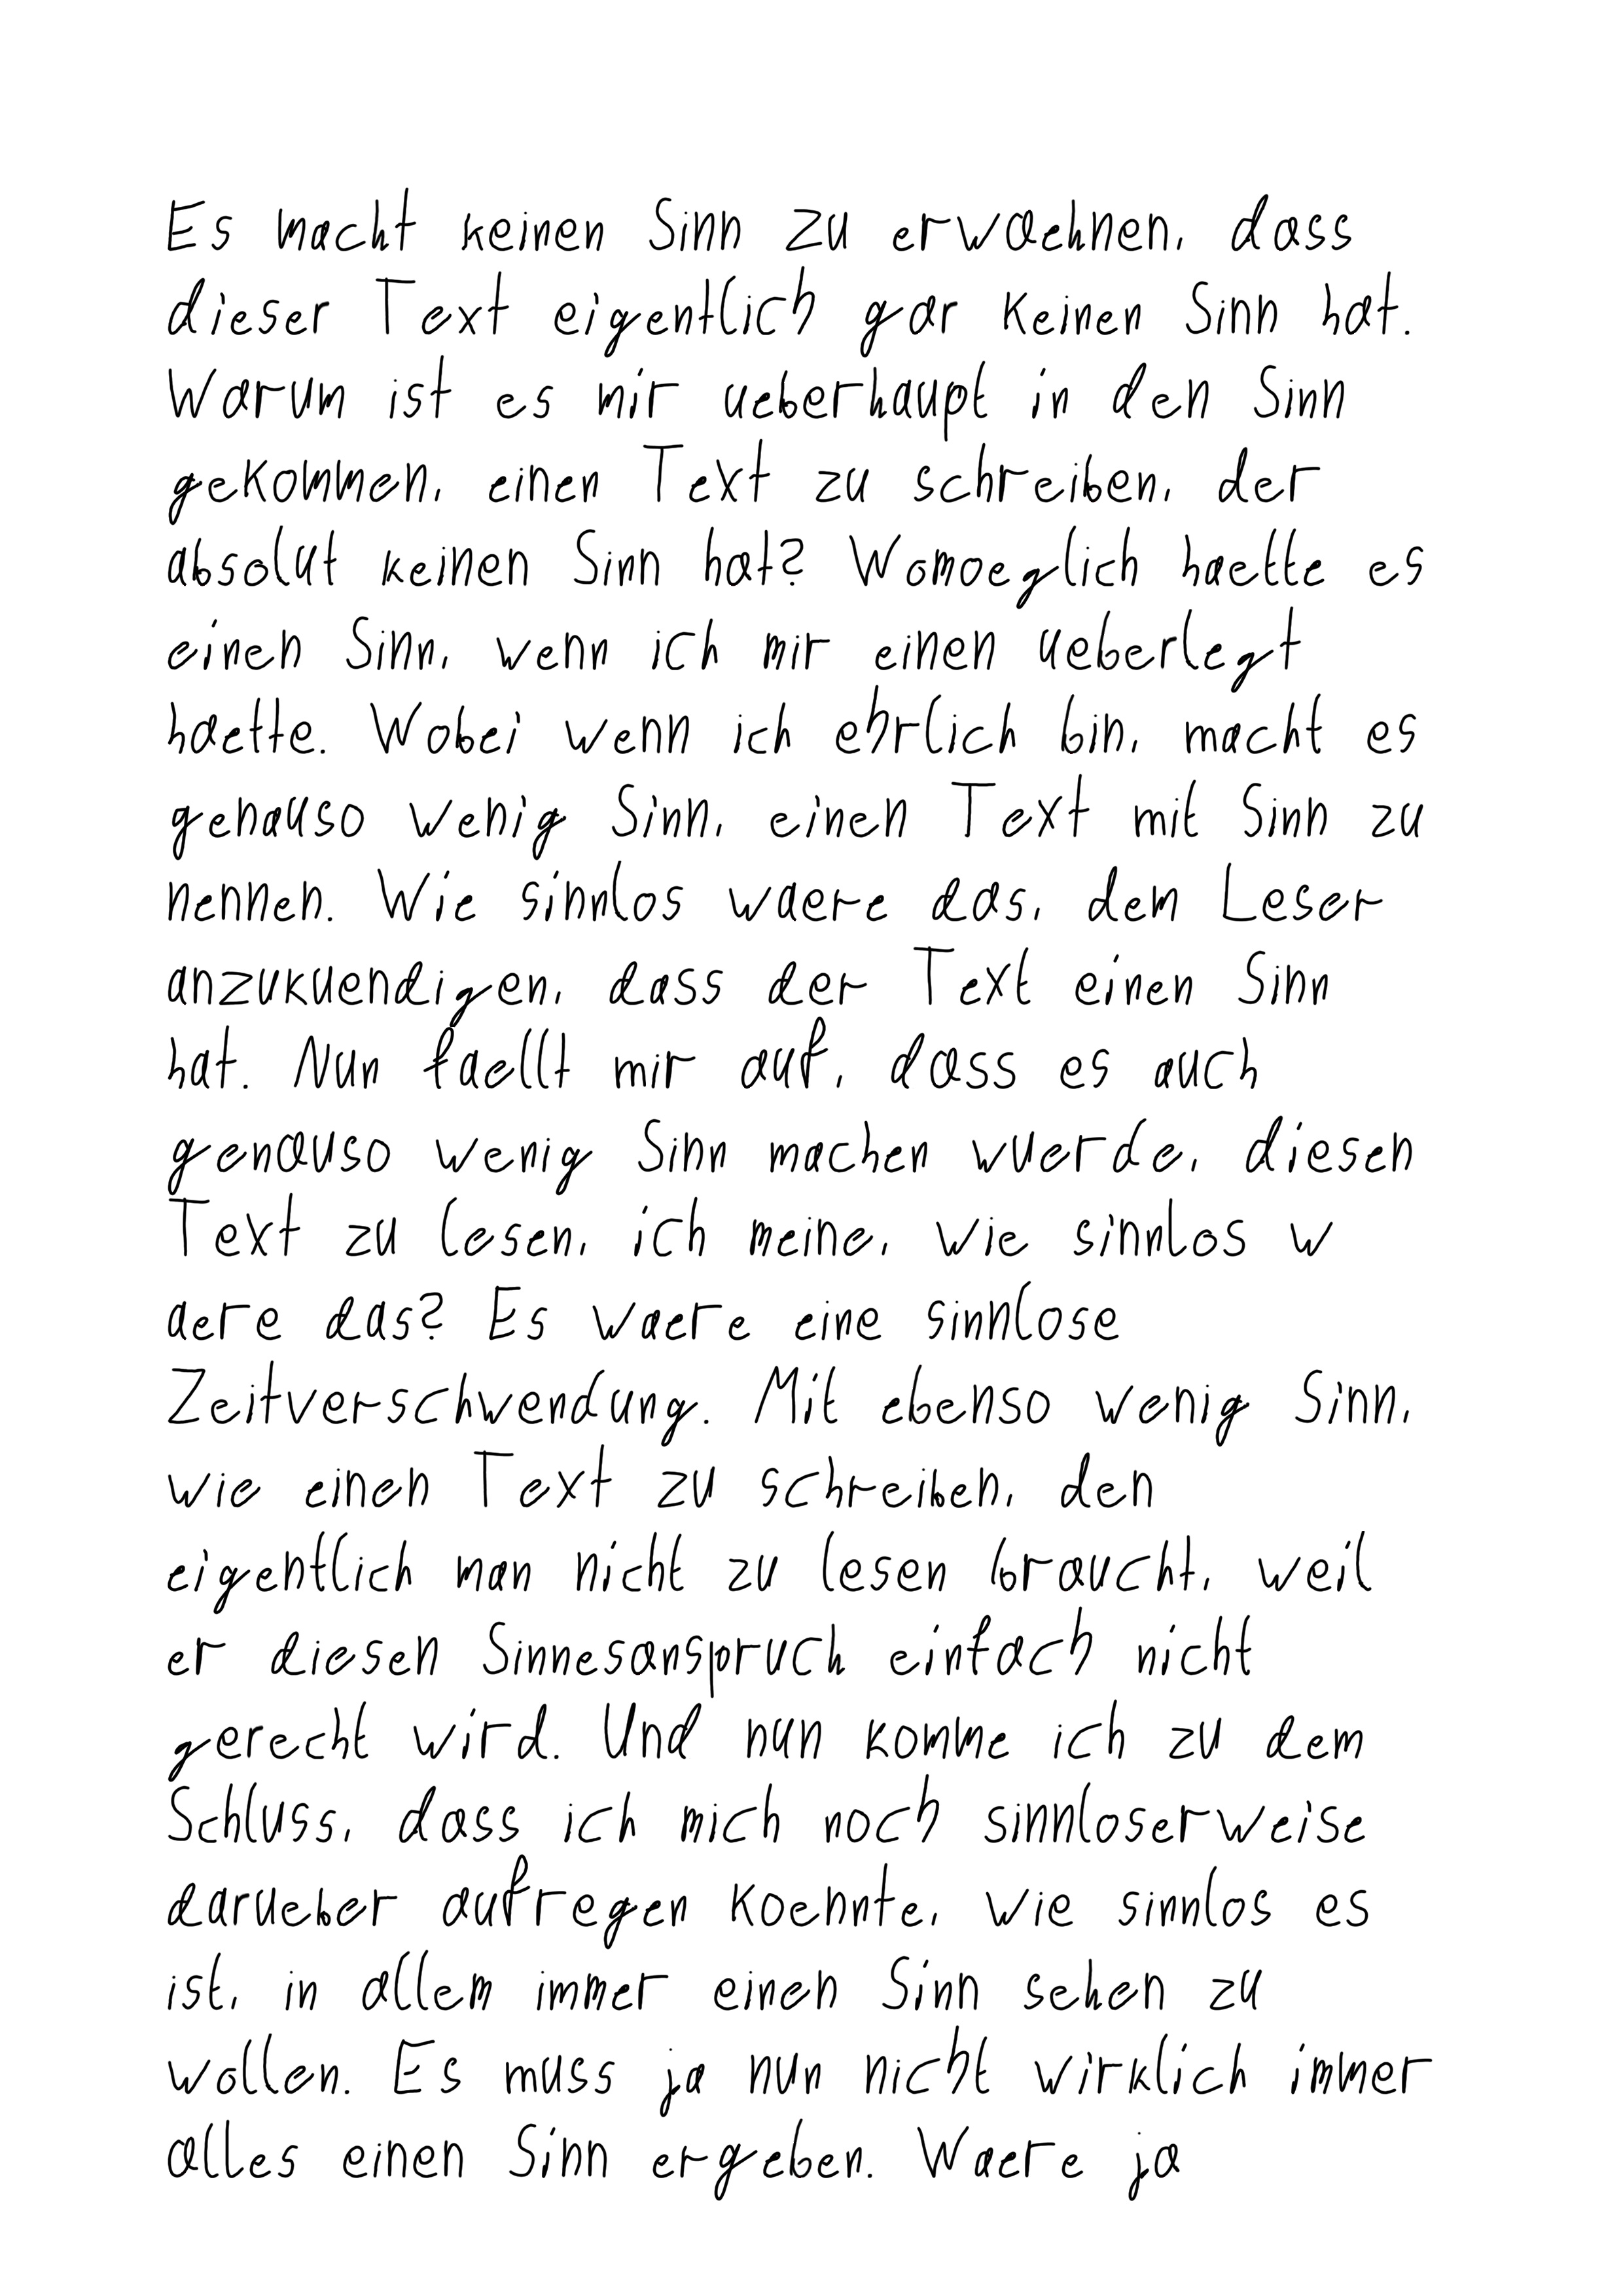 Es macht keinen Sinn zu erwaehnen, dass
dieser Text eigentlich gar keinen Sinn hat.
Warum ist es mir ueberhaupt in den Sinn
gekommen, einen Text zu schreiben, der
absolut keinen Sinn hat? Womoeglich haette es
einen Sinn, wenn ich mir einen ueberlegt
haette. Wobei wenn ich ehrlich bin, macht es
genauso wenig Sinn, einen Text mit Sinn zu
nennen. Wie sinnlos waere das, dem Leser
anzukuendigen, dass der Text einen Sinn
hat. Nun faellt mir auf, dass es auch
genauso wenig Sinn machen wuerde, diesen
Text zu lesen, ich meine, wie sinnlos w
aere das? Es waere eine sinnlose
Zeitverschwendung. Mit ebenso wenig Sinn,
wie einen Text zu schreiben, den
eigentlich man nicht zu lesen braucht, weil
er diesen Sinnesanspruch einfach nicht
gerecht wird. Und nun komme ich zu dem
Schluss, dass ich mich noch sinnloserweise
darueber aufregen koennte, wie sinnlos es
ist, in allem immer einen Sinn sehen zu
wollen. Es muss ja nun nicht wirklich immer
alles einen Sinn ergeben. Waere ja